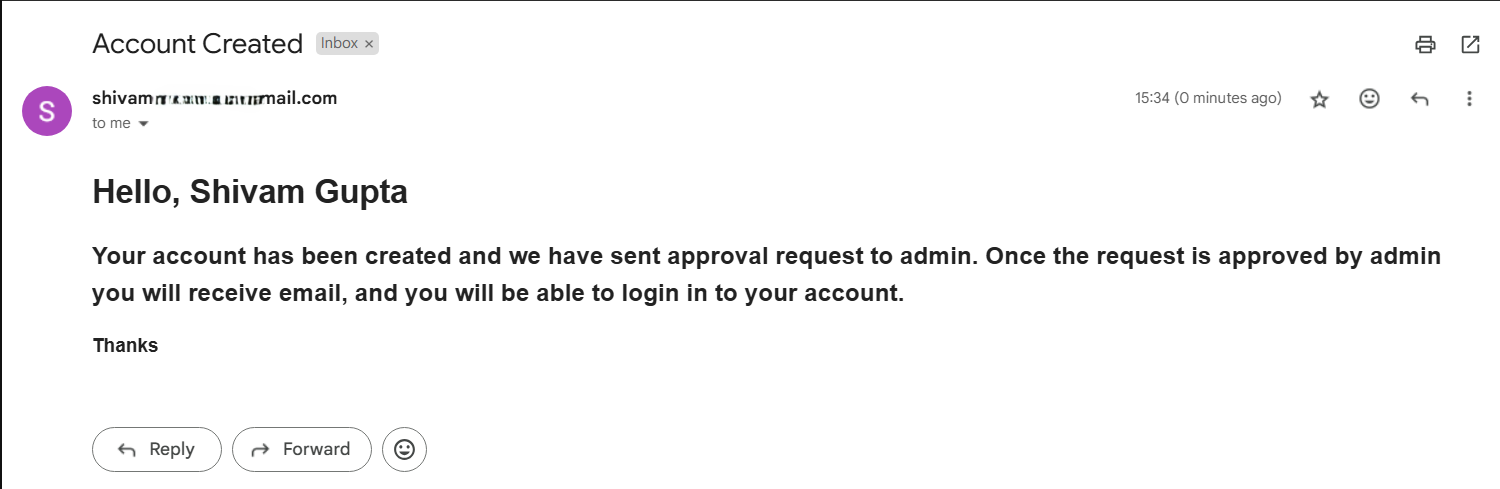 Account Created Inbox ×
S
shivam mail.com 15:34 (0 minutes ago)
to me
Hello, Shivam Gupta
Your account has been created and we have sent approval request to admin. Once the request is approved by admin
you will receive email, and you will be able to login in to your account.
Thanks
Reply Forward